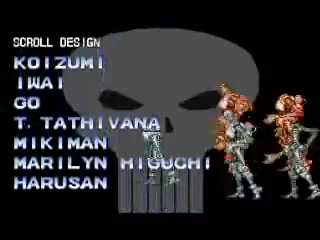 SCROLL DESIGN
KOIZUMI
IWAI
GO
T. TATHIVANA
MIKIMAN
MARILYN HIGUCHI
HARUSAN